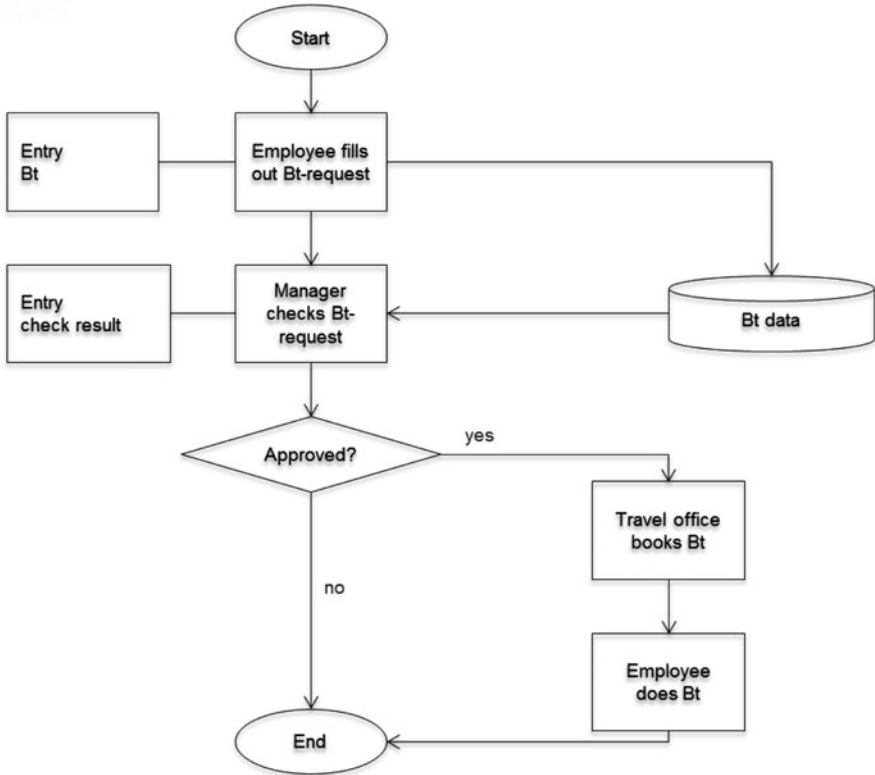 Start
Entry
Bt
Employee fills
out Bt-request
Entry
check result
Manager
checks Bt-
request
Bt data
Approved?
yes
Travel office
books Bt
no
Employee
does Bt
End